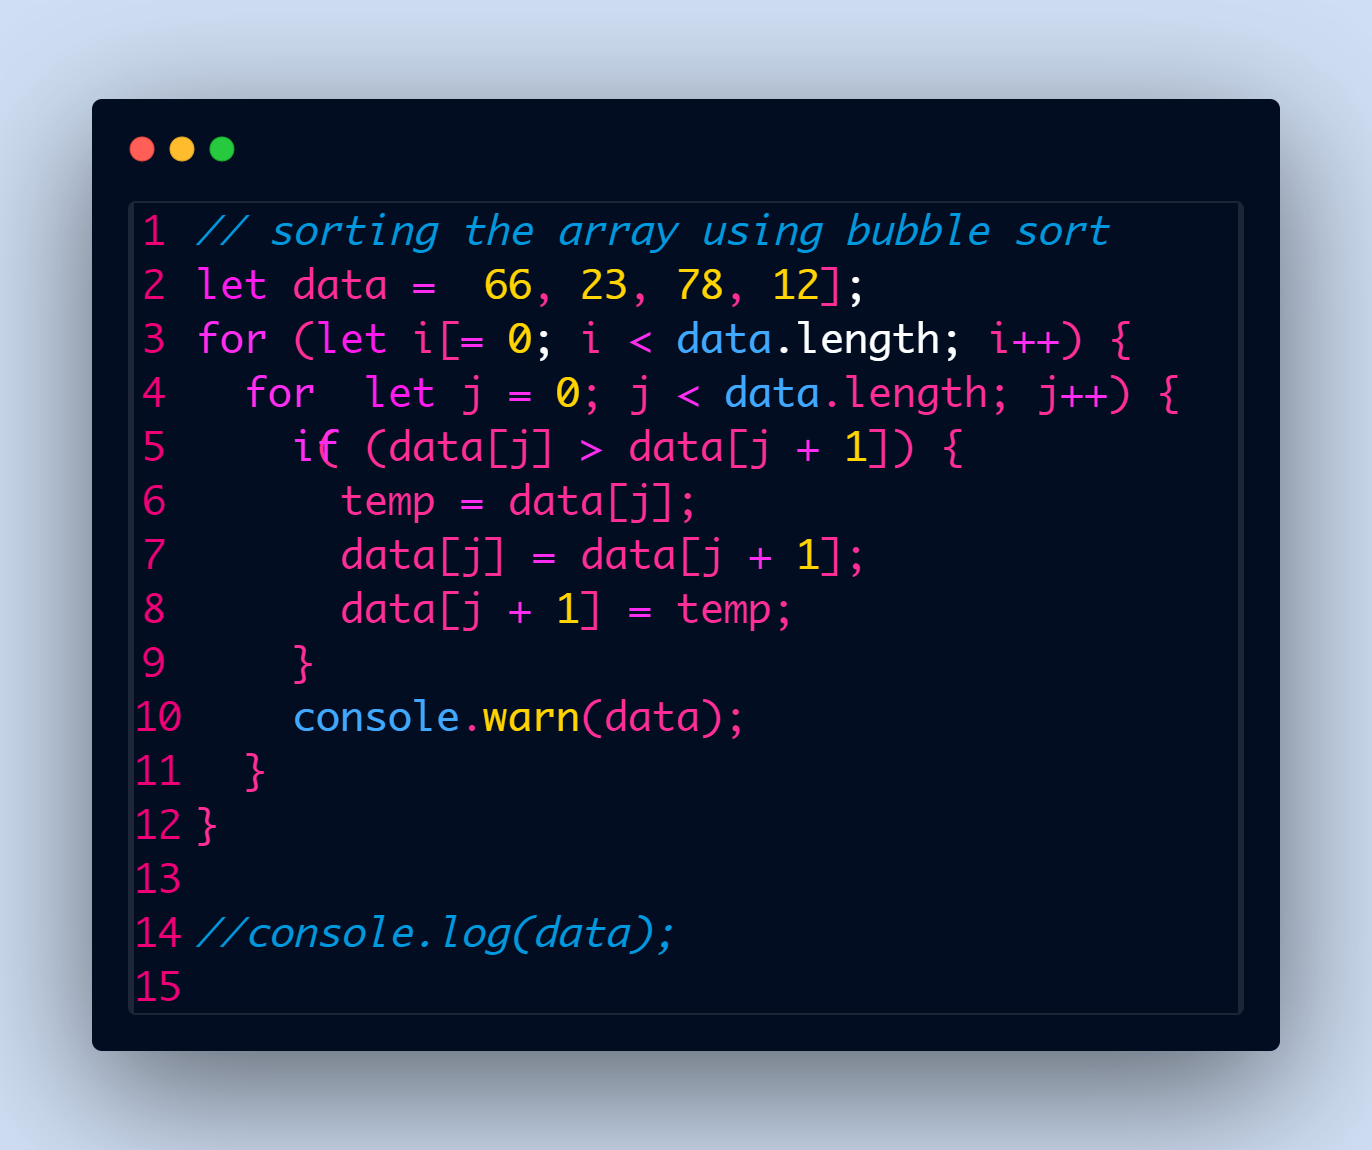 1 // sorting the array using bubble sort
2 let data =  66, 23, 78, 12];
3 for (let i[= 0; i < data.length; i++) {
4   for  let j = 0; j < data.length; j++) {
5     if( (data[j] > data[j + 1]) {
6       temp = data[j];
7       data[j] = data[j + 1];
8       data[j + 1] = temp;
9     }
10     console.warn(data);
11   }
12 }
13
14 //console.log(data);
15